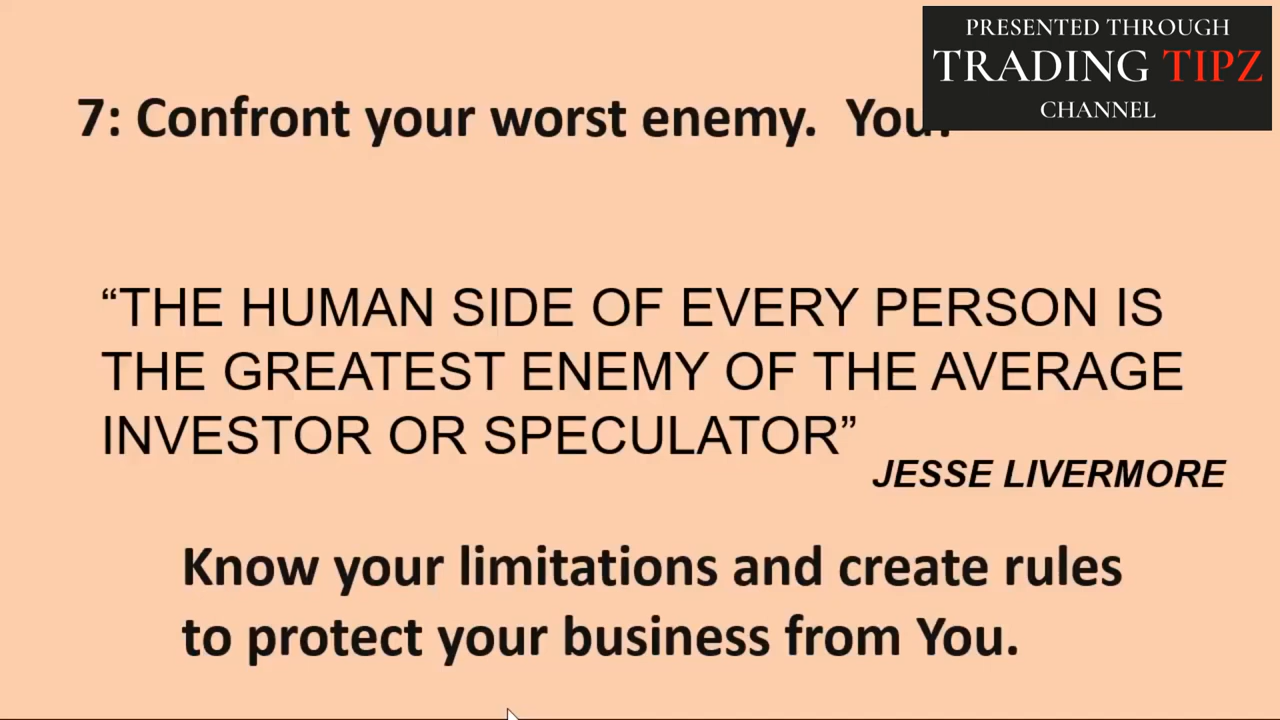 PRESENTED THROUGH
TRADING TIPZ
CHANNEL
7: Confront your worst enemy. You.
“THE HUMAN SIDE OF EVERY PERSON IS
THE GREATEST ENEMY OF THE AVERAGE
INVESTOR OR SPECULATOR”
JESSE LIVERMORE
Know your limitations and create rules
to protect your business from You.